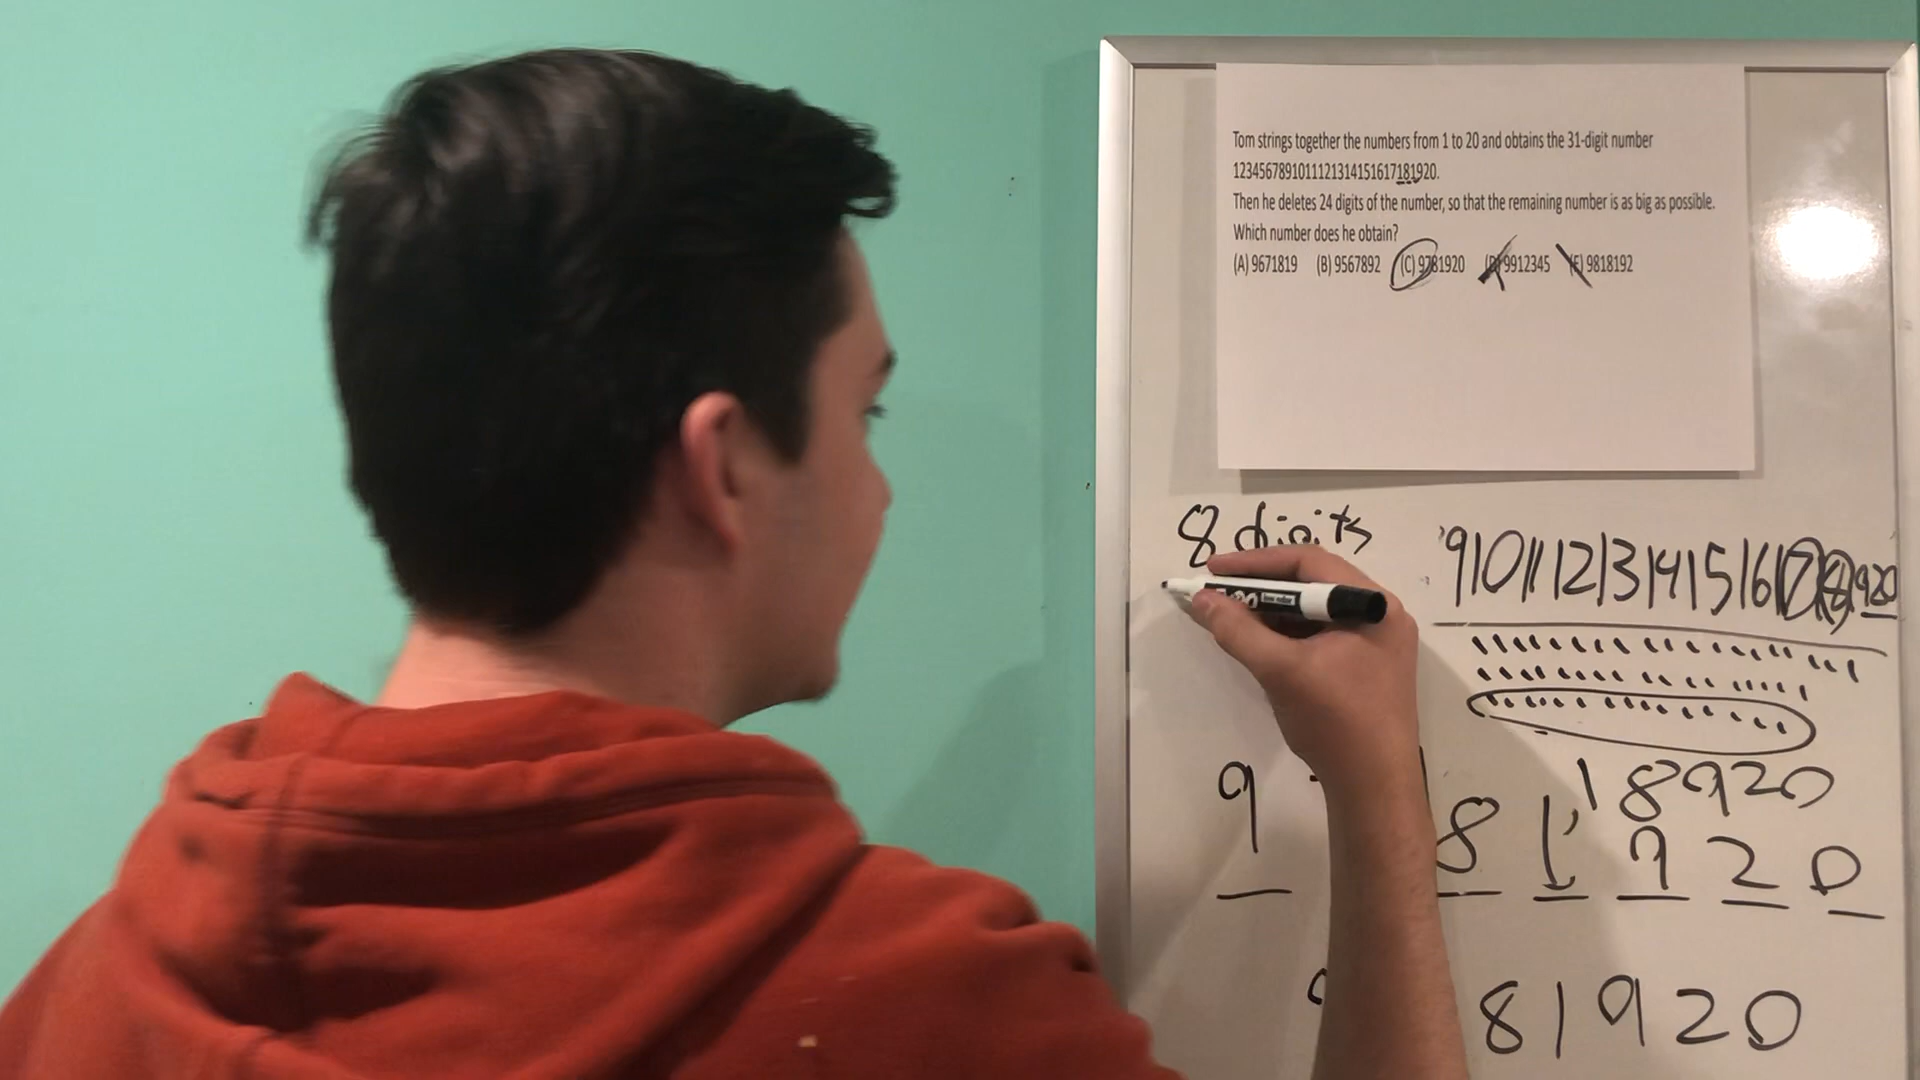 Tom strings together the numbers from 1 to 20 and obtains the 31-digit number
1234567891011121314151617181920.
Then he deletes 24 digits of the number, so that the remaining number is as big as possible.
Which number does he obtain?
(A) 9671819 (B) 9567892 (C) 9781920 (D) 9912345 (E) 9818192
8 digits
91011121314151617181920
18920
9 8 1 9 2 0
81920